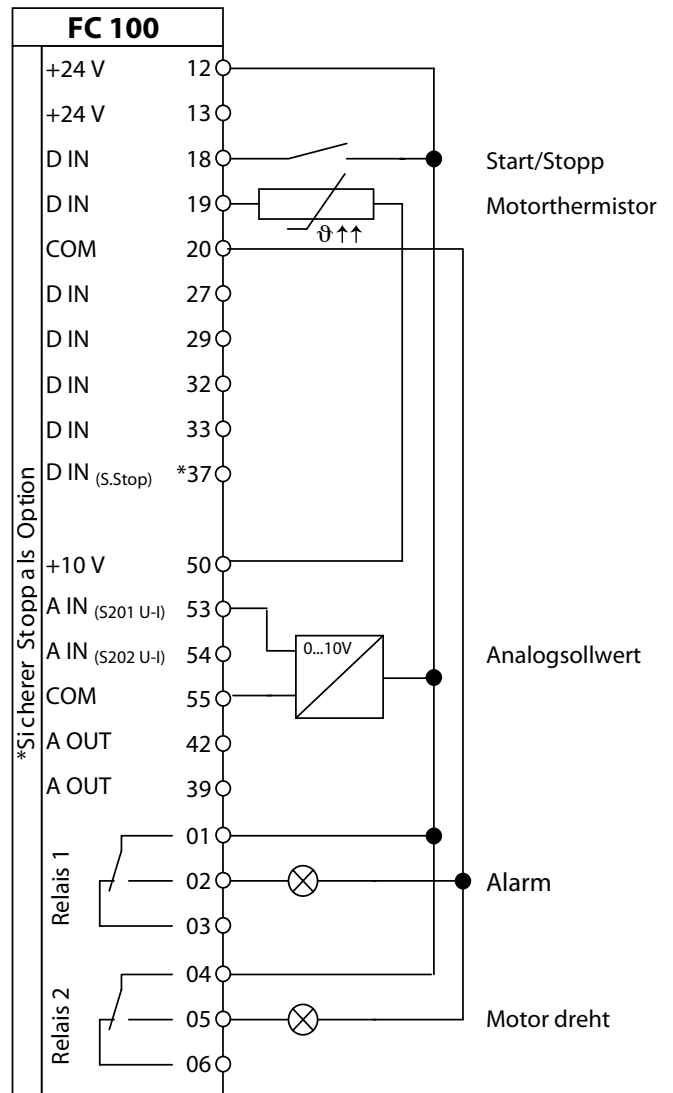 FC 100
+24 V 12
+24 V 13
D IN 18 Start/Stopp
D IN 19 Motorthermistor
ϑ↑↑
COM 20
D IN 27
D IN 29
D IN 32
D IN 33
D IN (S.Stop) *37
+10 V 50
A IN (S201 U-I) 53
0...10V
A IN (S202 U-I) 54 Analogsollwert
COM 55
A OUT 42
A OUT 39
*Sicherer Stopp als Option
Relais 1
01
02 Alarm
03
Relais 2
04
05 Motor dreht
06